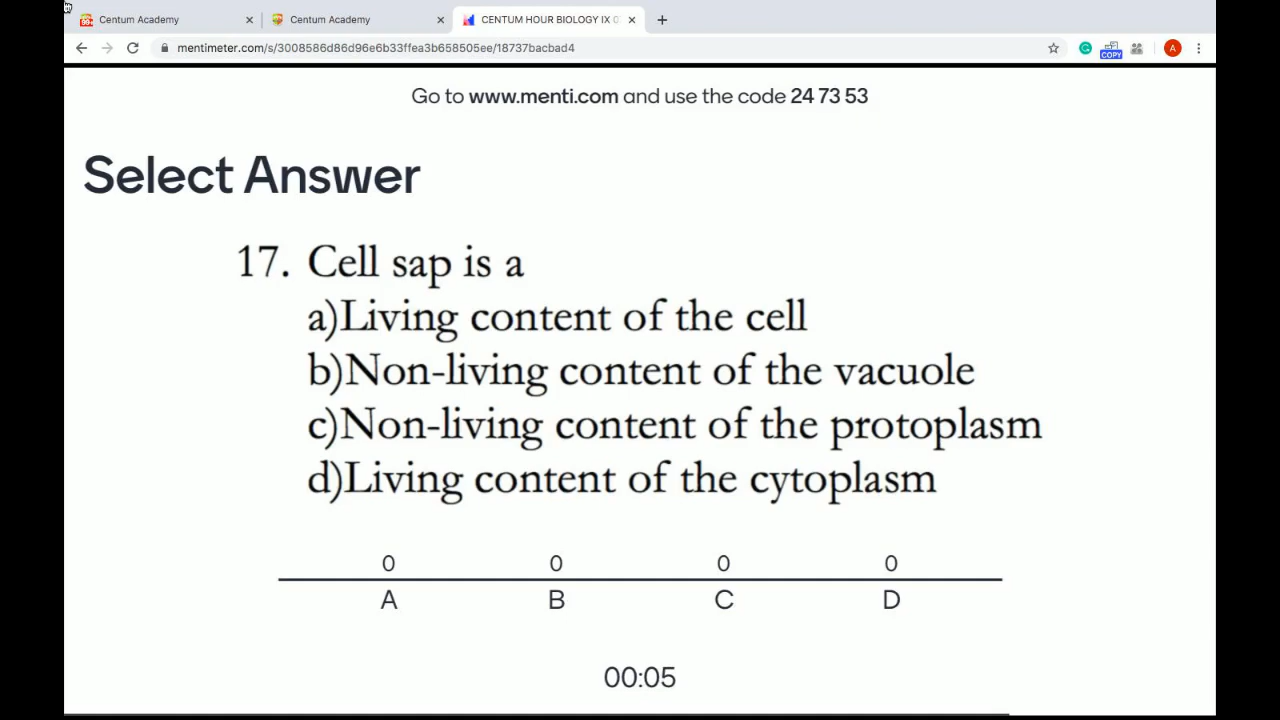 Centum Academy
Centum Academy
CENTUM HOUR BIOLOGY IX
mentimeter.com/s/3008586d86d96e6b33ffea3b658505ee/18737bacbad4
COPY
A
Go to www.menti.com and use the code 24 73 53
Select Answer
17. Cell sap is a
a)Living content of the cell
b)Non-living content of the vacuole
c)Non-living content of the protoplasm
d)Living content of the cytoplasm
0 0 0 0
A B C D
00:05